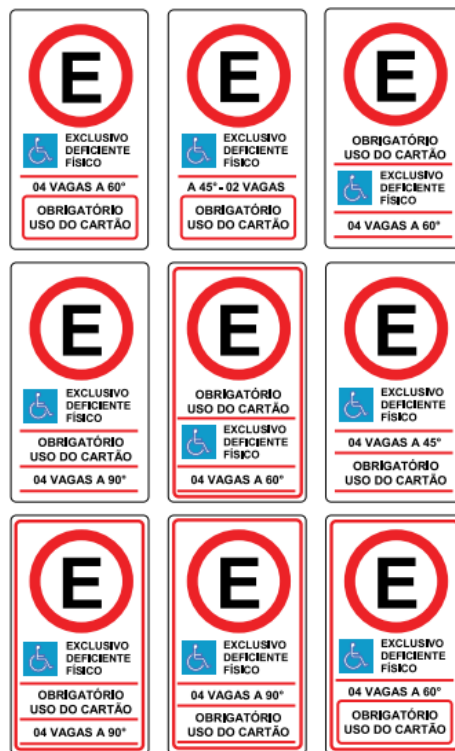 E
EXCLUSIVO
DEFICIENTE
FÍSICO
04 VAGAS A 60°
OBRIGATÓRIO
USO DO CARTÃO
E
EXCLUSIVO
DEFICIENTE
FÍSICO
A 45° - 02 VAGAS
OBRIGATÓRIO
USO DO CARTÃO
E
OBRIGATÓRIO
USO DO CARTÃO
EXCLUSIVO
DEFICIENTE
FÍSICO
04 VAGAS A 60°
E
EXCLUSIVO
DEFICIENTE
FÍSICO
OBRIGATÓRIO
USO DO CARTÃO
04 VAGAS A 90°
E
OBRIGATÓRIO
USO DO CARTÃO
EXCLUSIVO
DEFICIENTE
FÍSICO
04 VAGAS A 60°
E
EXCLUSIVO
DEFICIENTE
FÍSICO
04 VAGAS A 45°
OBRIGATÓRIO
USO DO CARTÃO
E
EXCLUSIVO
DEFICIENTE
FÍSICO
OBRIGATÓRIO
USO DO CARTÃO
04 VAGAS A 90°
E
EXCLUSIVO
DEFICIENTE
FÍSICO
04 VAGAS A 90°
OBRIGATÓRIO
USO DO CARTÃO
E
EXCLUSIVO
DEFICIENTE
FÍSICO
04 VAGAS A 60°
OBRIGATÓRIO
USO DO CARTÃO